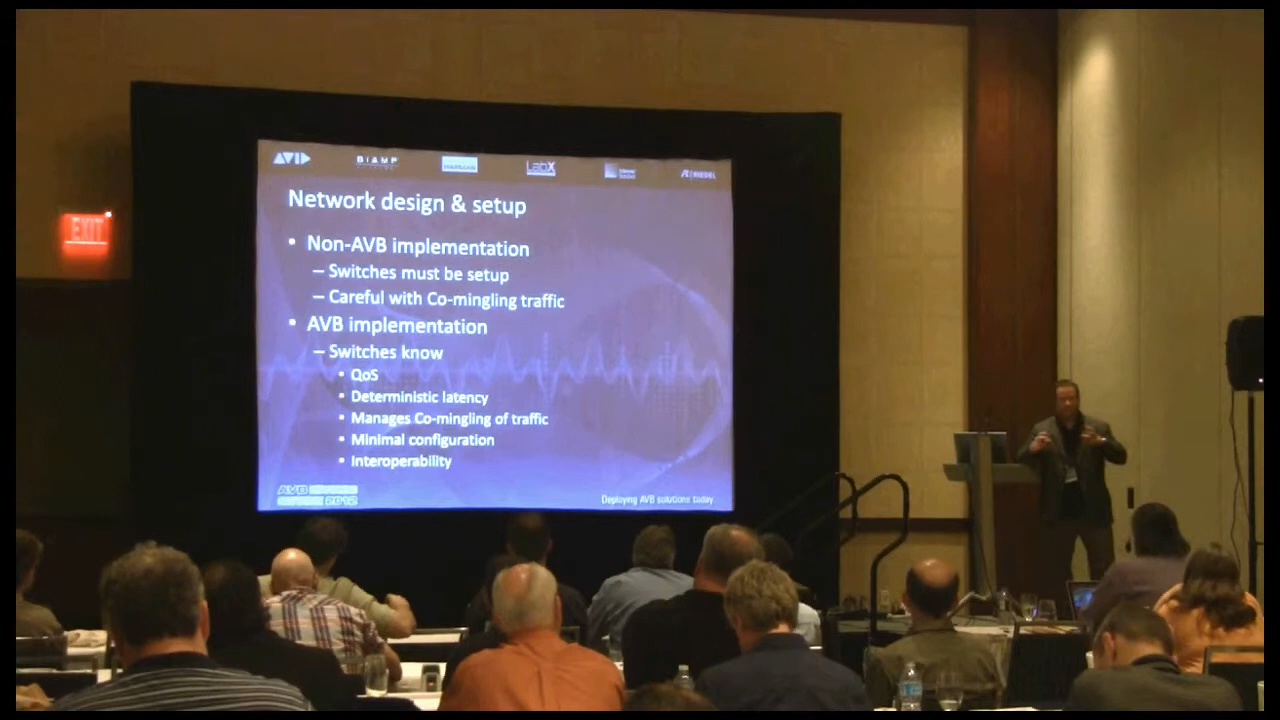 AVID
BIAMP
HARMAN
LabX
RIEDEL
EXIT
Network design & setup
• Non-AVB implementation
– Switches must be setup
– Careful with Co-mingling traffic
• AVB implementation
– Switches know
• QoS
• Deterministic latency
• Manages Co-mingling of traffic
• Minimal configuration
• Interoperability
AVB
2012
Deploying AVB solutions today